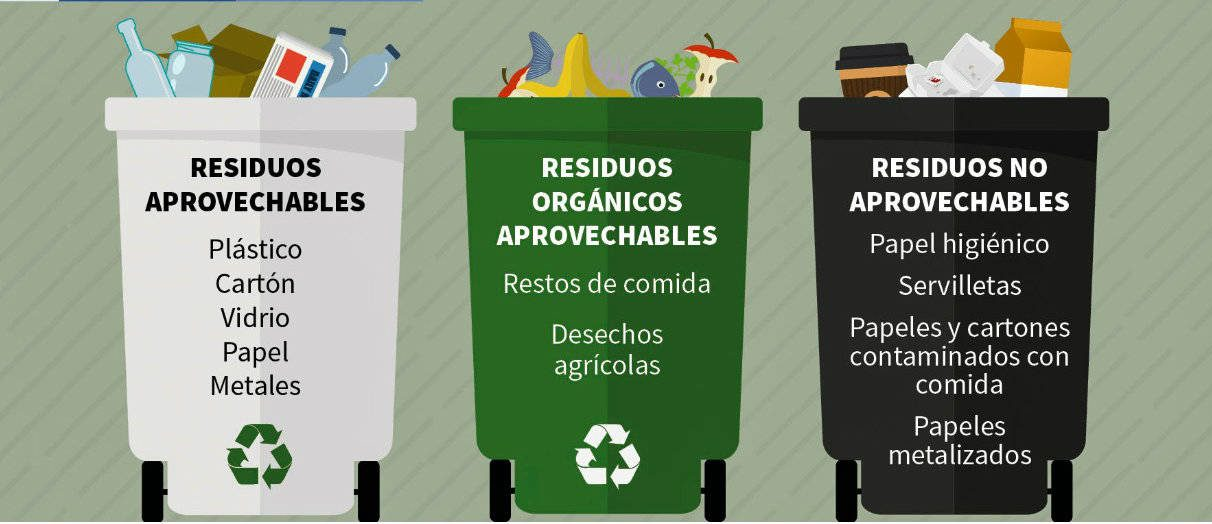 RESIDUOS
APROVECHABLES
Plástico
Cartón
Vidrio
Papel
Metales
RESIDUOS
ORGÁNICOS
APROVECHABLES
Restos de comida
Desechos
agrícolas
RESIDUOS NO
APROVECHABLES
Papel higiénico
Servilletas
Papeles y cartones
contaminados con
comida
Papeles
metalizados